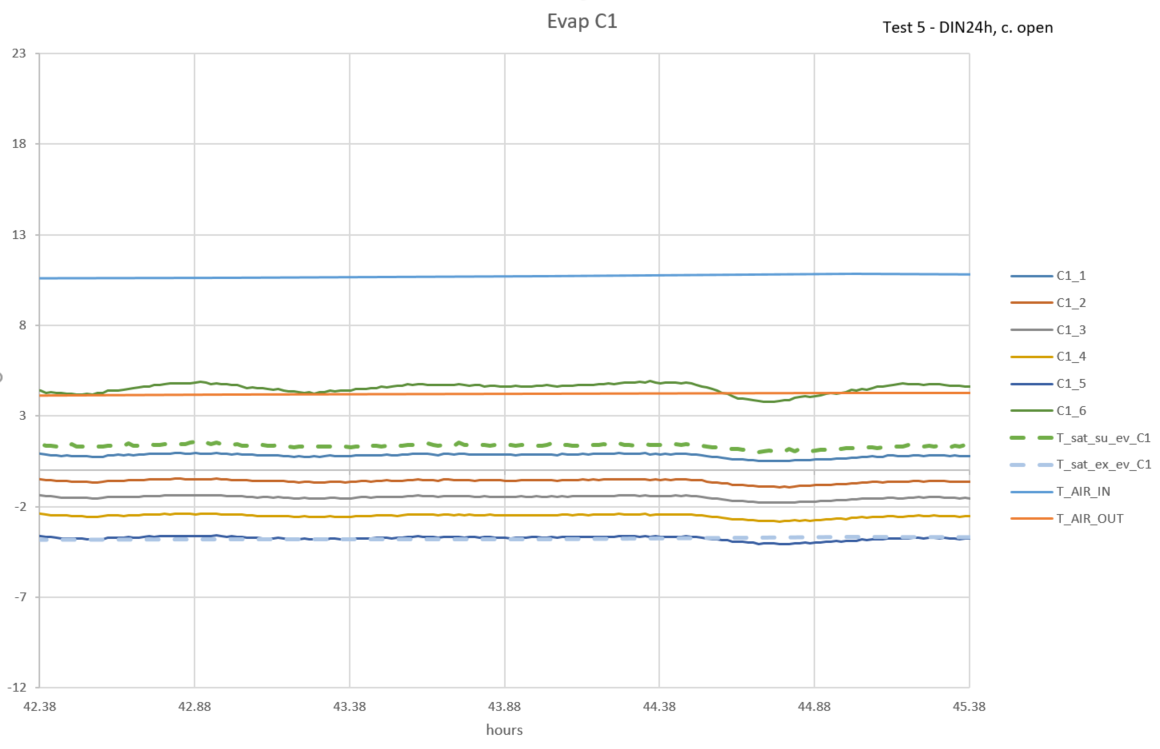 Evap C1
Test 5 - DIN24h, c. open
23
18
13
8
3
-2
-7
-12
42.38 42.88 43.38 43.88 44.38 44.88 45.38
hours
C1_1
C1_2
C1_3
C1_4
C1_5
C1_6
T_sat_su_ev_C1
T_sat_ex_ev_C1
T_AIR_IN
T_AIR_OUT